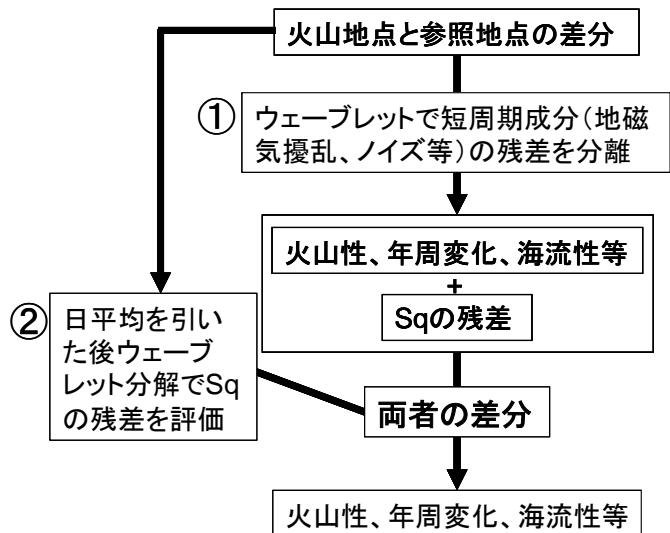 火山地点と参照地点の差分
①
ウェーブレットで短周期成分(地磁
気擾乱、ノイズ等)の残差を分離
火山性、年周変化、海流性等
+
Sqの残差
②
日平均を引い
た後ウェーブ
レット分解でSq
の残差を評価
両者の差分
火山性、年周変化、海流性等